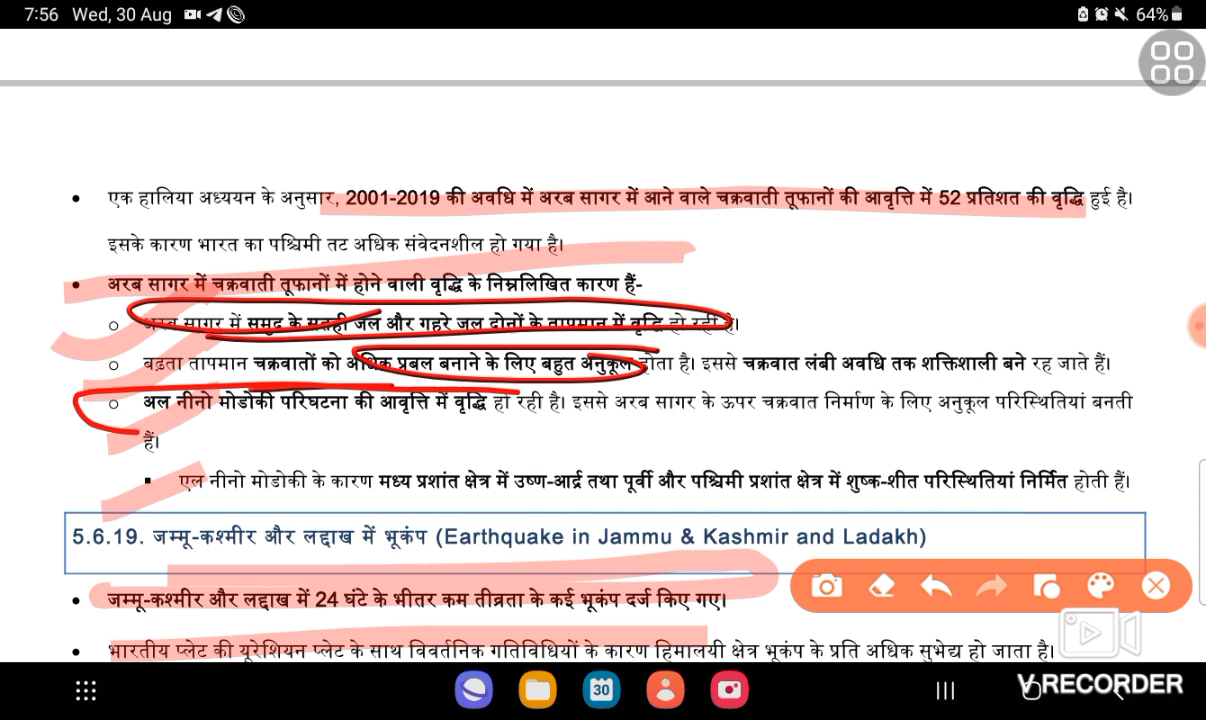 7:56 Wed, 30 Aug
64%
• एक हालिया अध्ययन के अनुसार, 2001-2019 की अवधि में अरब सागर में आने वाले चक्रवाती तूफानों की आवृत्ति में 52 प्रतिशत की वृद्धि हुई है।
इसके कारण भारत का पश्चिमी तट अधिक संवेदनशील हो गया है।
• अरब सागर में चक्रवाती तूफानों में होने वाली वृद्धि के निम्नलिखित कारण हैं-
o अरब सागर में समुद्र के सतही जल और गहरे जल दोनों के तापमान में वृद्धि हो रही है।
o बढ़ता तापमान चक्रवातों को अधिक प्रबल बनाने के लिए बहुत अनुकूल होता है। इससे चक्रवात लंबी अवधि तक शक्तिशाली बने रह जाते हैं।
o अल नीनो मोडोकी परिघटना की आवृत्ति में वृद्धि हो रही है। इससे अरब सागर के ऊपर चक्रवात निर्माण के लिए अनुकूल परिस्थितियां बनती
हैं।
▪ एल नीनो मोडोकी के कारण मध्य प्रशांत क्षेत्र में उष्ण-आर्द्र तथा पूर्वी और पश्चिमी प्रशांत क्षेत्र में शुष्क-शीत परिस्थितियां निर्मित होती हैं।
5.6.19. जम्मू-कश्मीर और लद्दाख में भूकंप (Earthquake in Jammu & Kashmir and Ladakh)
• जम्मू-कश्मीर और लद्दाख में 24 घंटे के भीतर कम तीव्रता के कई भूकंप दर्ज किए गए।
• भारतीय प्लेट की यूरेशियन प्लेट के साथ विवर्तनिक गतिविधियों के कारण हिमालयी क्षेत्र भूकंप के प्रति अधिक सुभेद्य हो जाता है।
30
VRECORDER